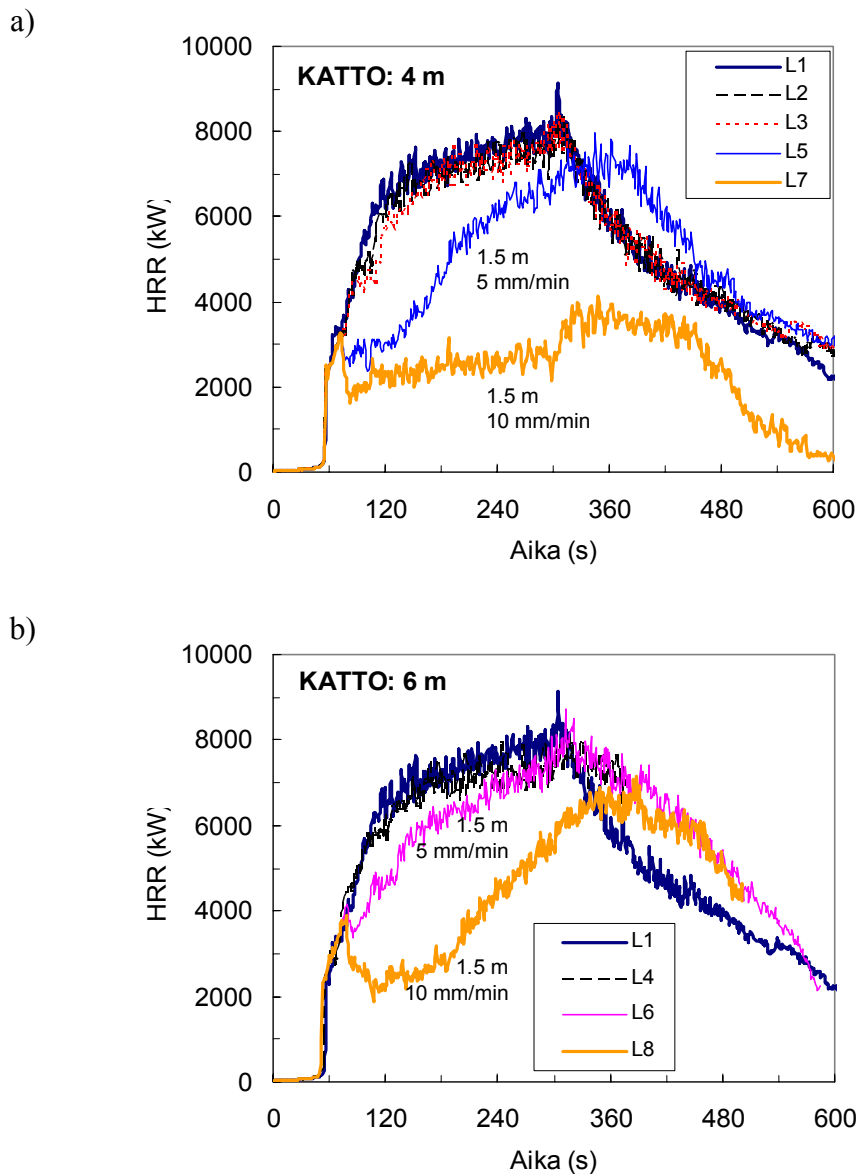 a)
10000
8000
6000
4000
2000
0
HRR (kW)
KATTO: 4 m
L1
L2
L3
L5
L7
1.5 m
5 mm/min
1.5 m
10 mm/min
0 120 240 360 480 600
Aika (s)
b)
10000
8000
6000
4000
2000
0
HRR (kW)
KATTO: 6 m
1.5 m
5 mm/min
1.5 m
10 mm/min
L1
L4
L6
L8
0 120 240 360 480 600
Aika (s)